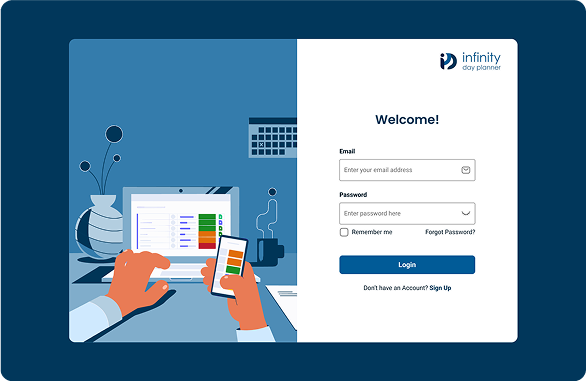 infinity
day planner
Welcome!
Email
Enter your email address
Password
Enter password here
Remember me Forgot Password?
Login
Don't have an Account? Sign Up